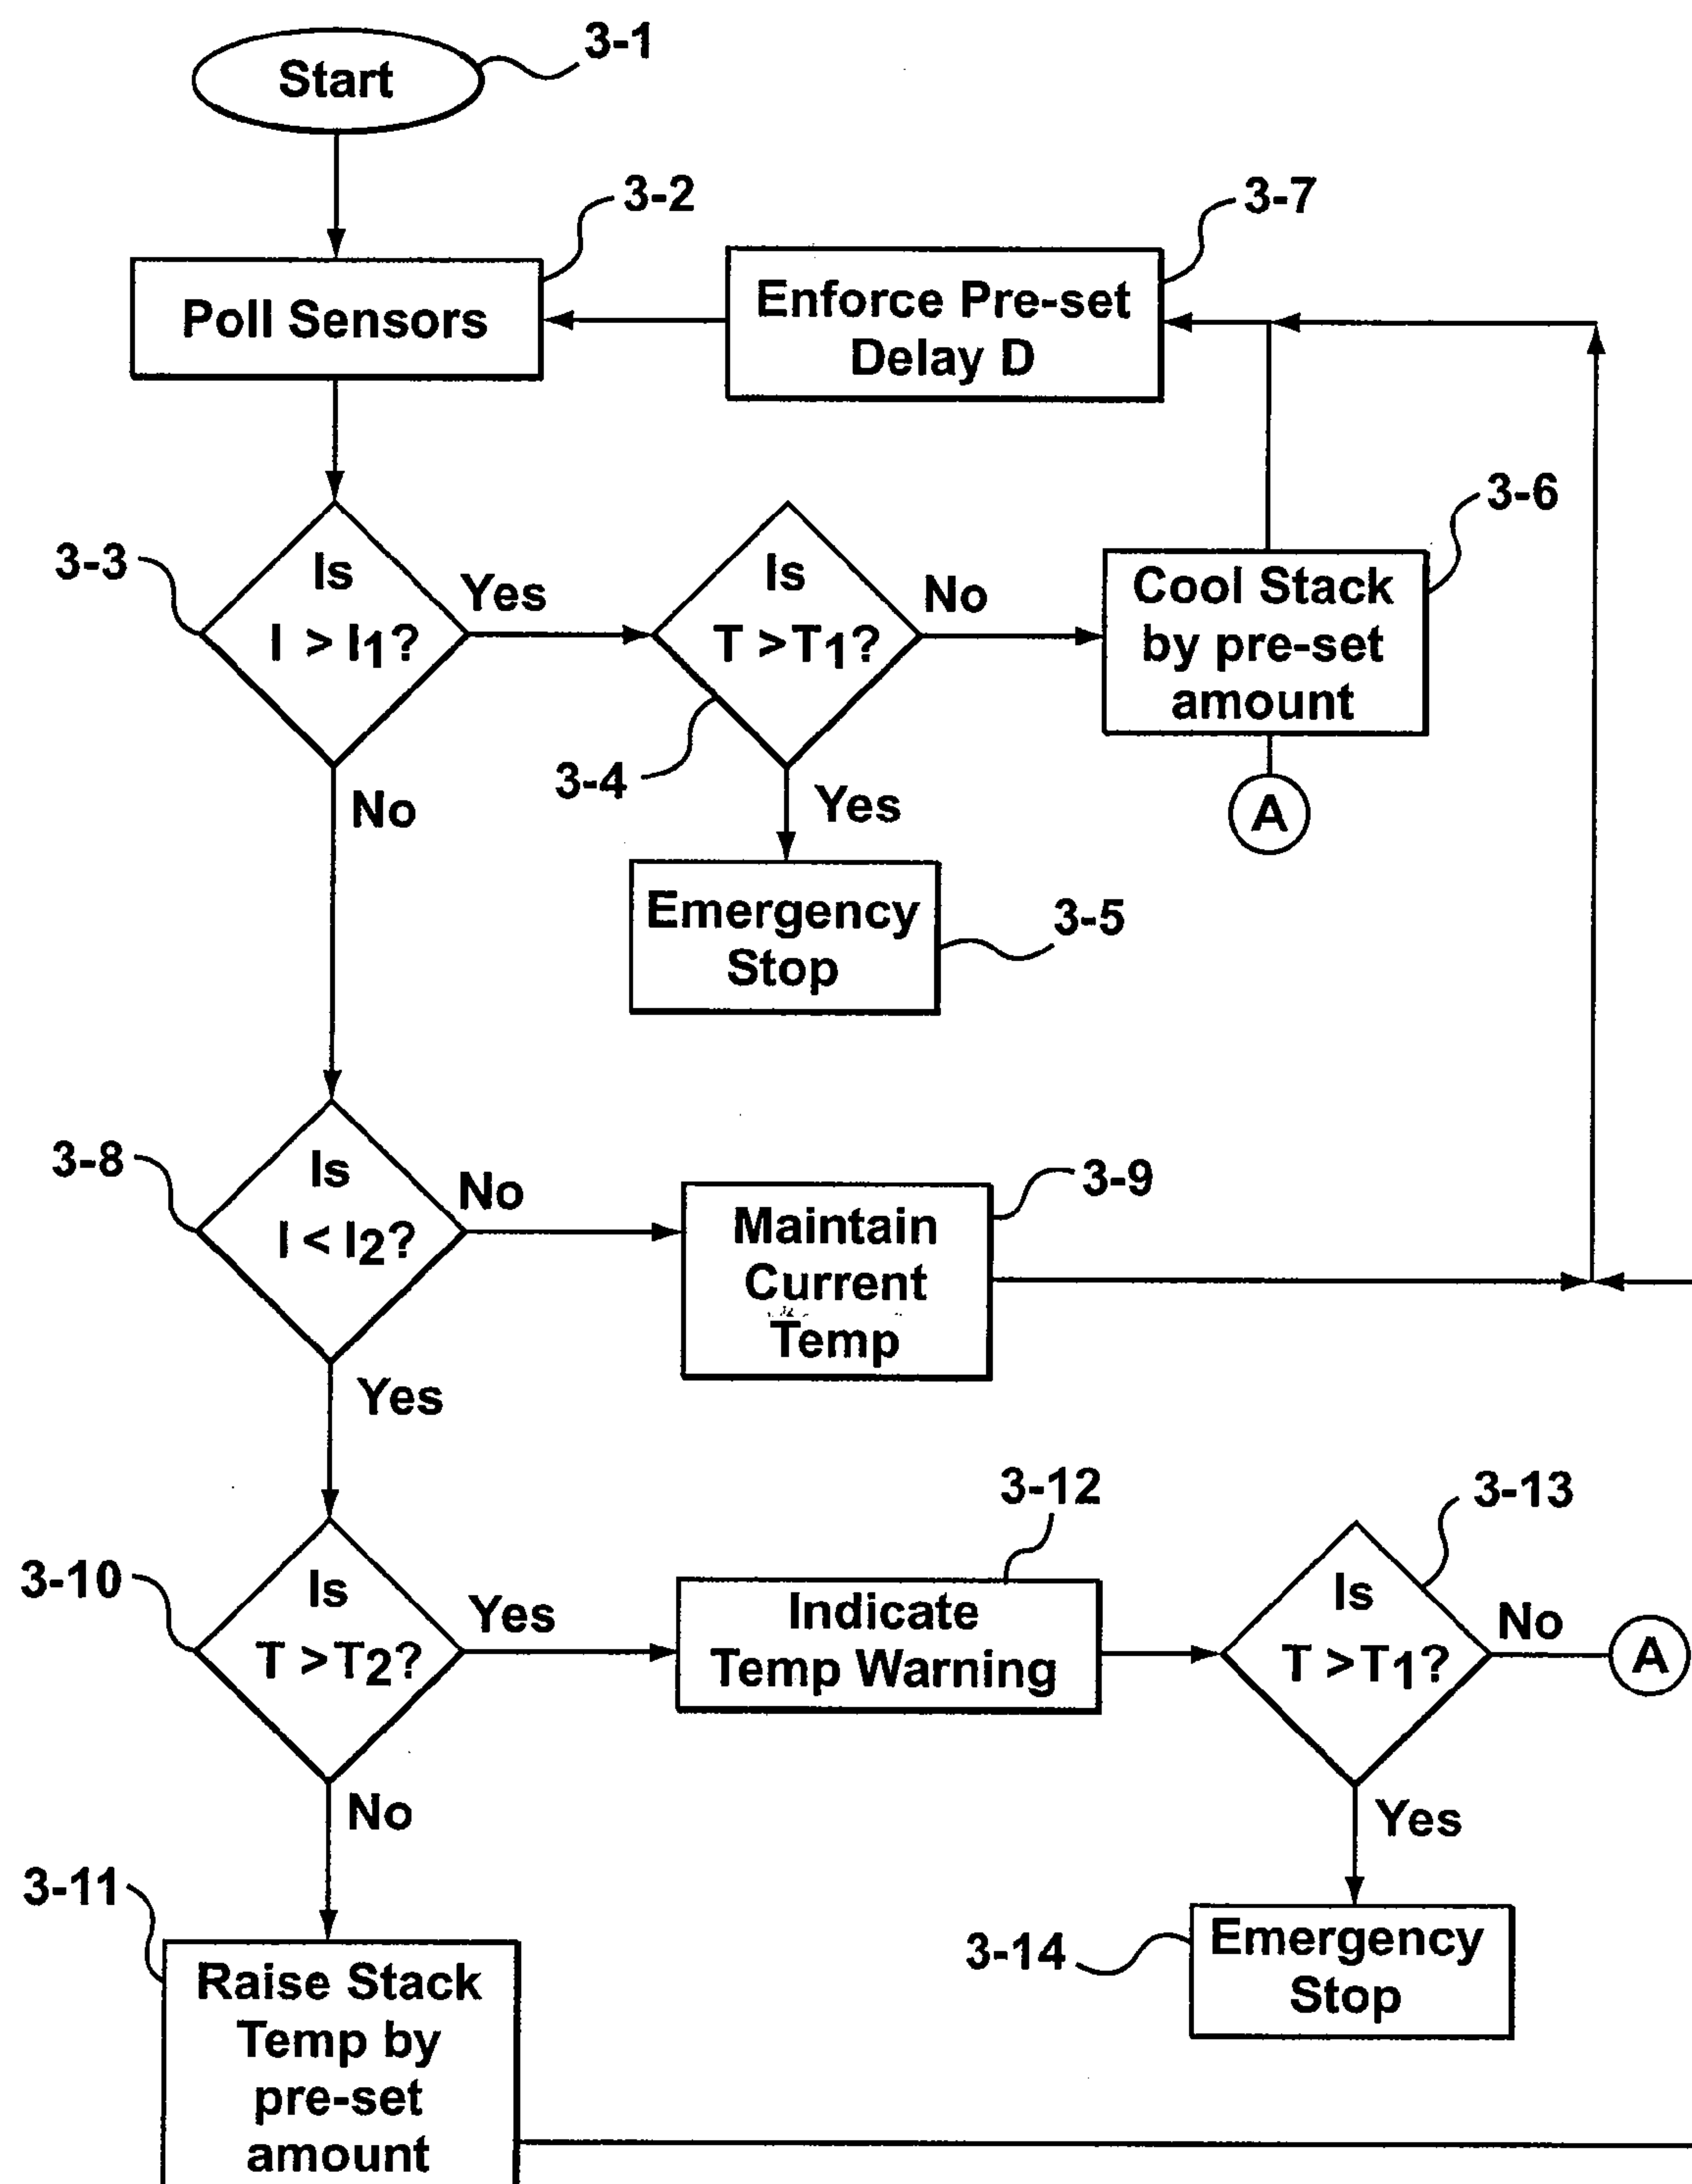 Start
3-1
3-2
3-7
Poll Sensors
Enforce Pre-set
Delay D
3-3
Is
I > I1?
Yes
Is
T >T1?
No
3-6
Cool Stack
by pre-set
amount
3-4
No
Yes
A
Emergency
Stop
3-5
3-8
Is
I < I2?
No
3-9
Maintain
Current
Temp
Yes
3-10
Is
T >T2?
Yes
3-12
Indicate
Temp Warning
3-13
Is
T >T1?
No
A
No
Yes
3-11
Raise Stack
Temp by
pre-set
amount
3-14
Emergency
Stop